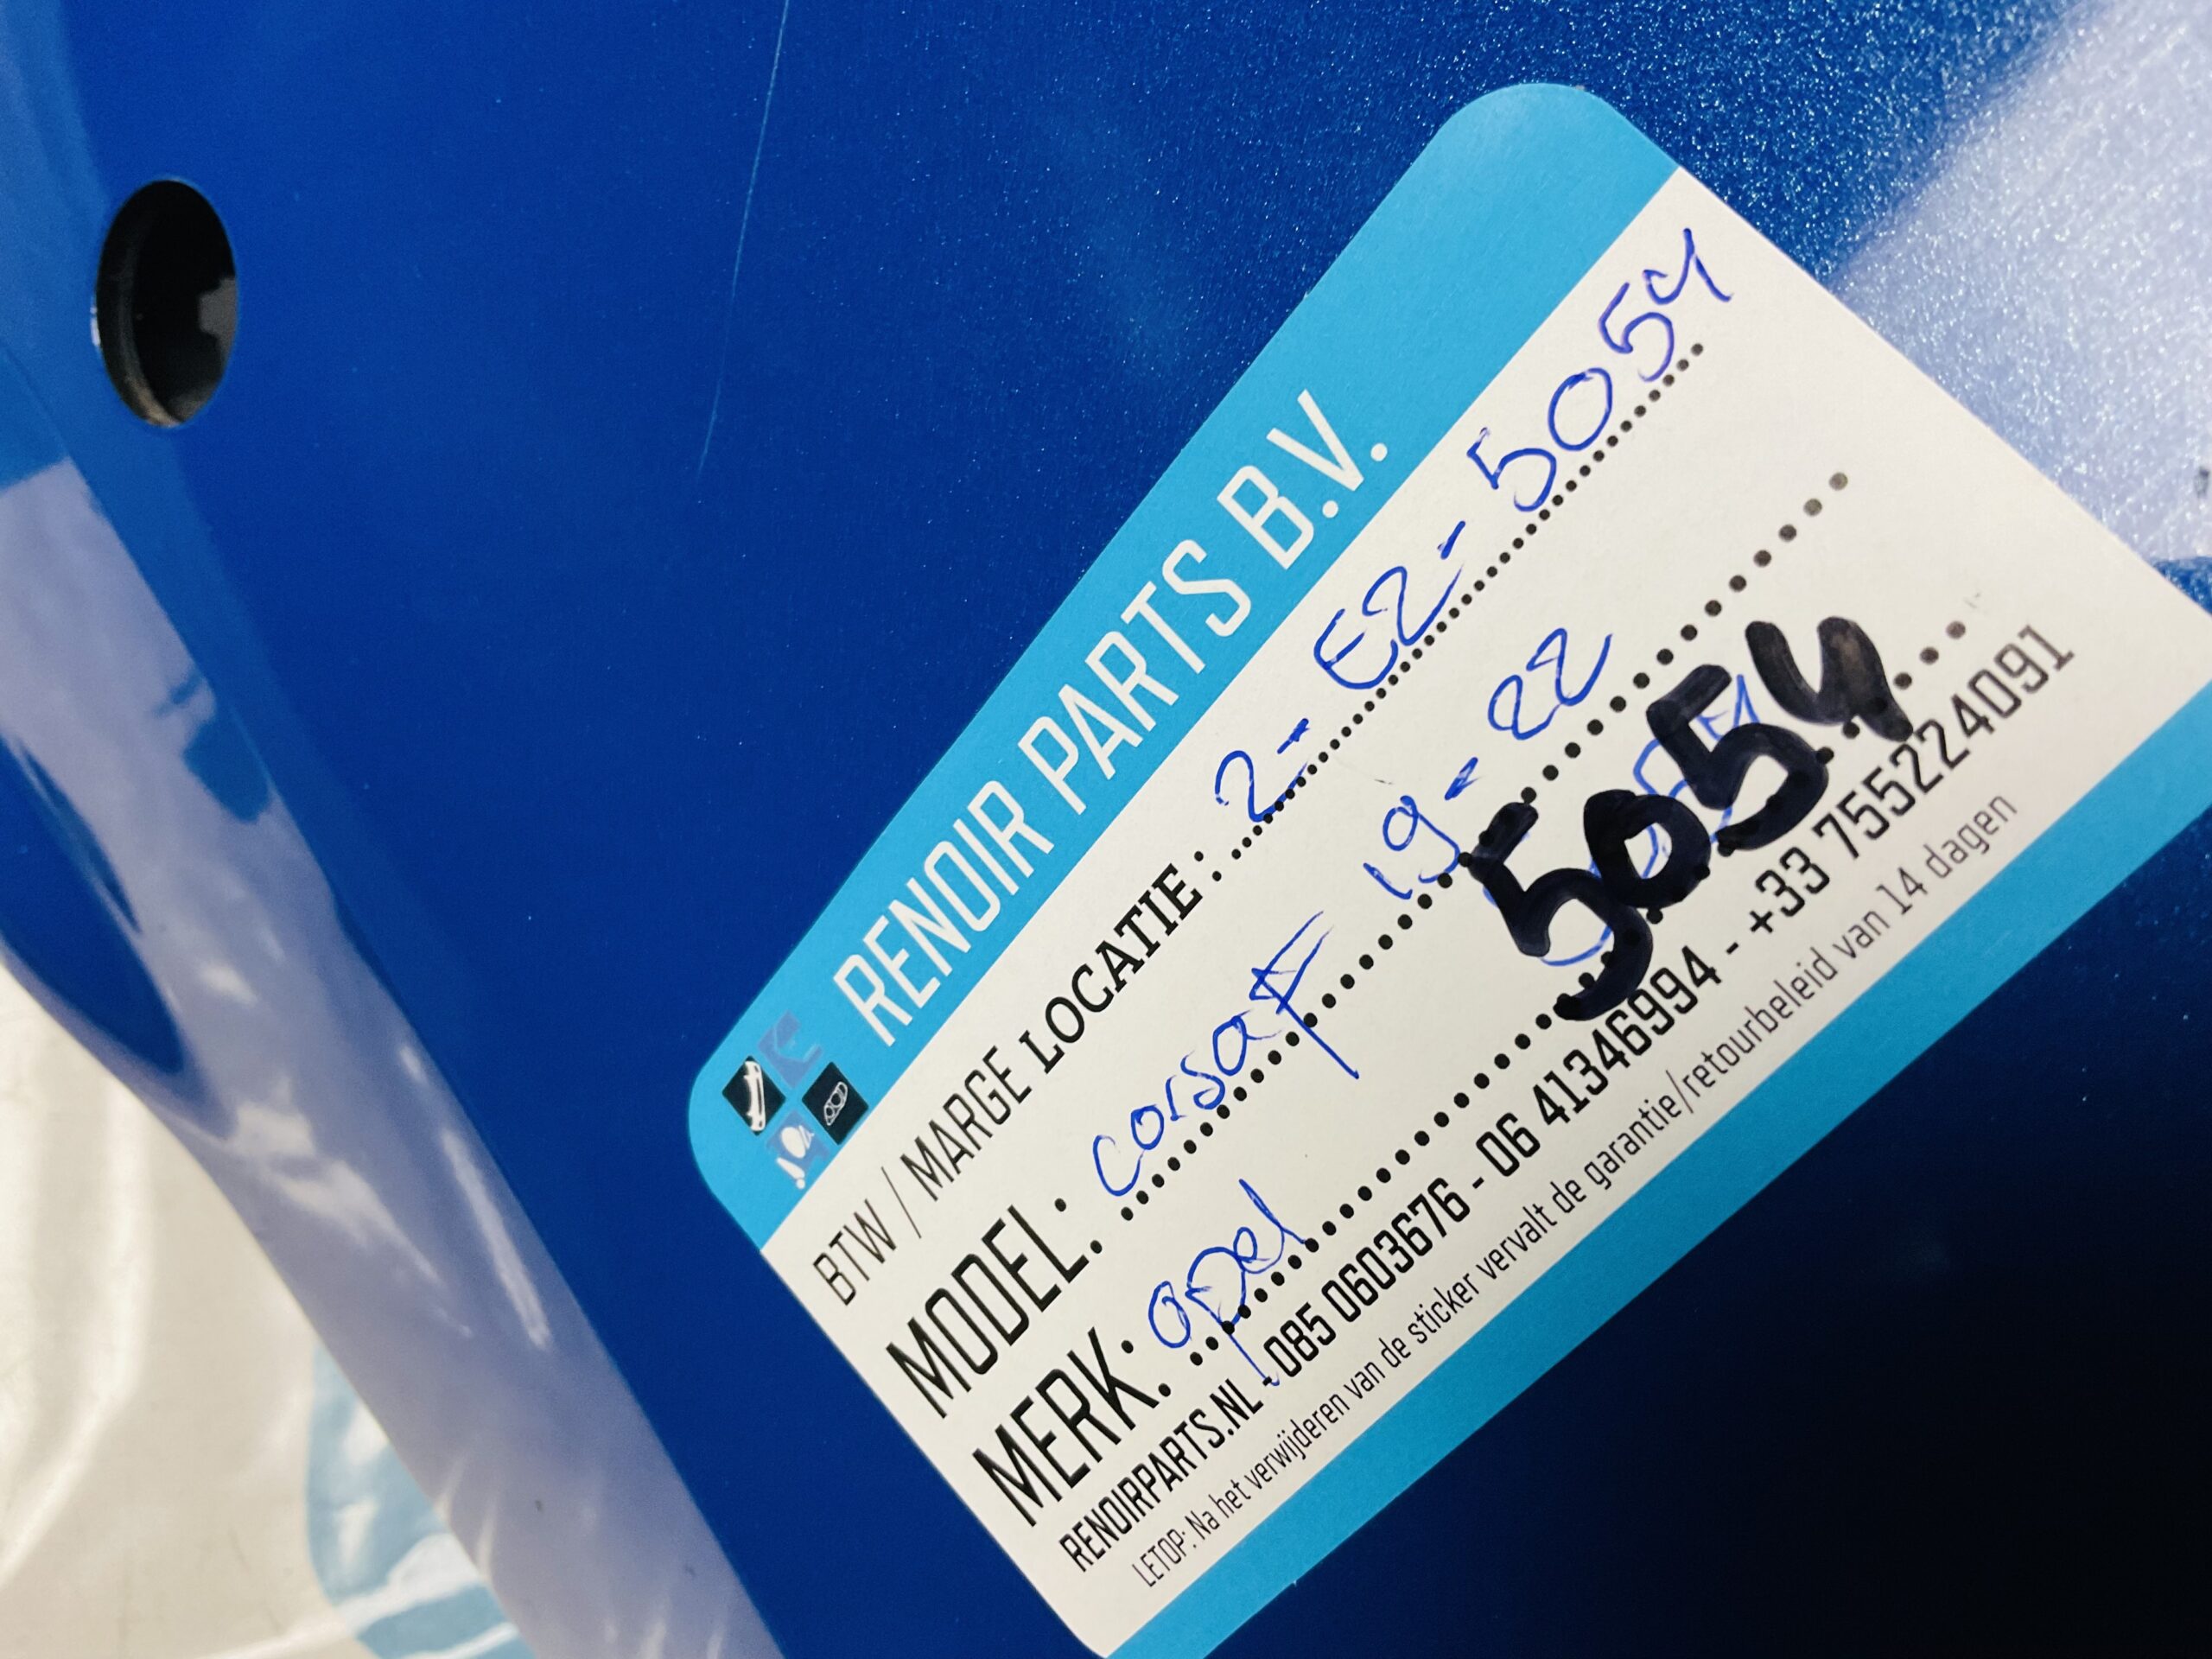 RENOIR PARTS B.V.
BTW / MARGE LOCATIE: 2-E2-5054
MODEL: corsa F 19-22
MERK: opel 5054
RENOIRPARTS.NL - 085 0603676 - 06 41346994 - +33 755224091
LETOP: Na het verwijderen van de sticker vervalt de garantie/retourbeleid van 14 dagen